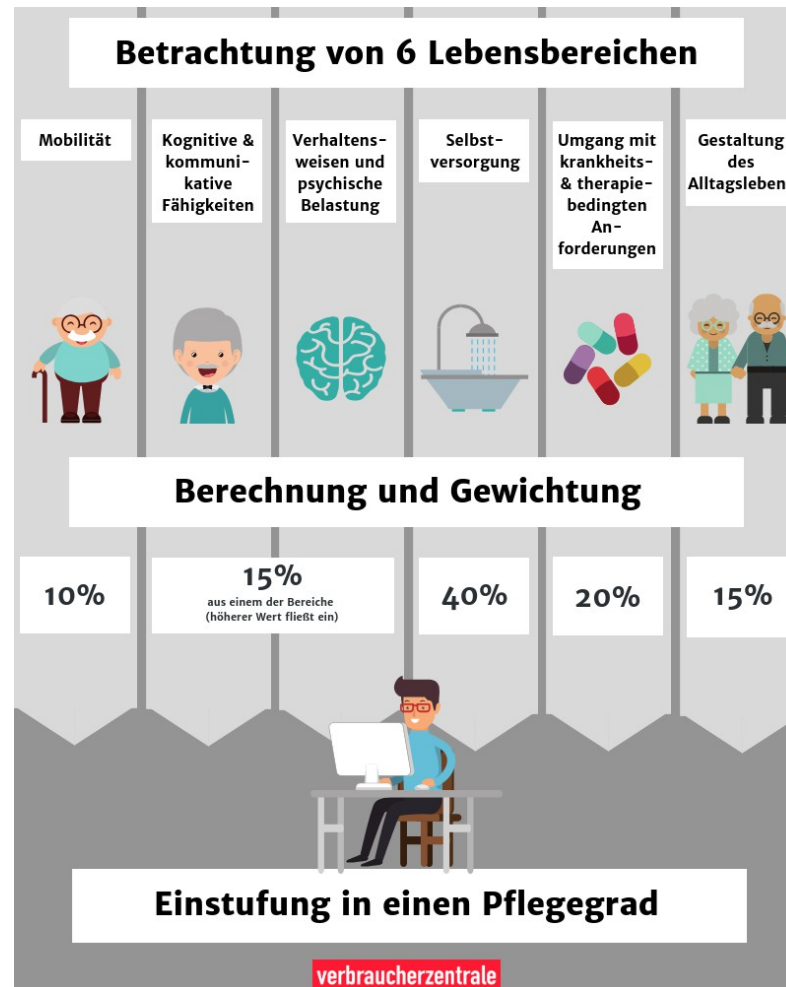 Betrachtung von 6 Lebensbereichen
Mobilität
Kognitive &
kommuni-
kative
Fähigkeiten
Verhaltens-
weisen und
psychische
Belastung
Selbst-
versorgung
Umgang mit
krankheits-
& therapie-
bedingten
An-
forderungen
Gestaltung
des
Alltagsleben
Berechnung und Gewichtung
10%
15%
aus einem der Bereiche
(höherer Wert fließt ein)
40%
20%
15%
Einstufung in einen Pflegegrad
verbraucherzentrale